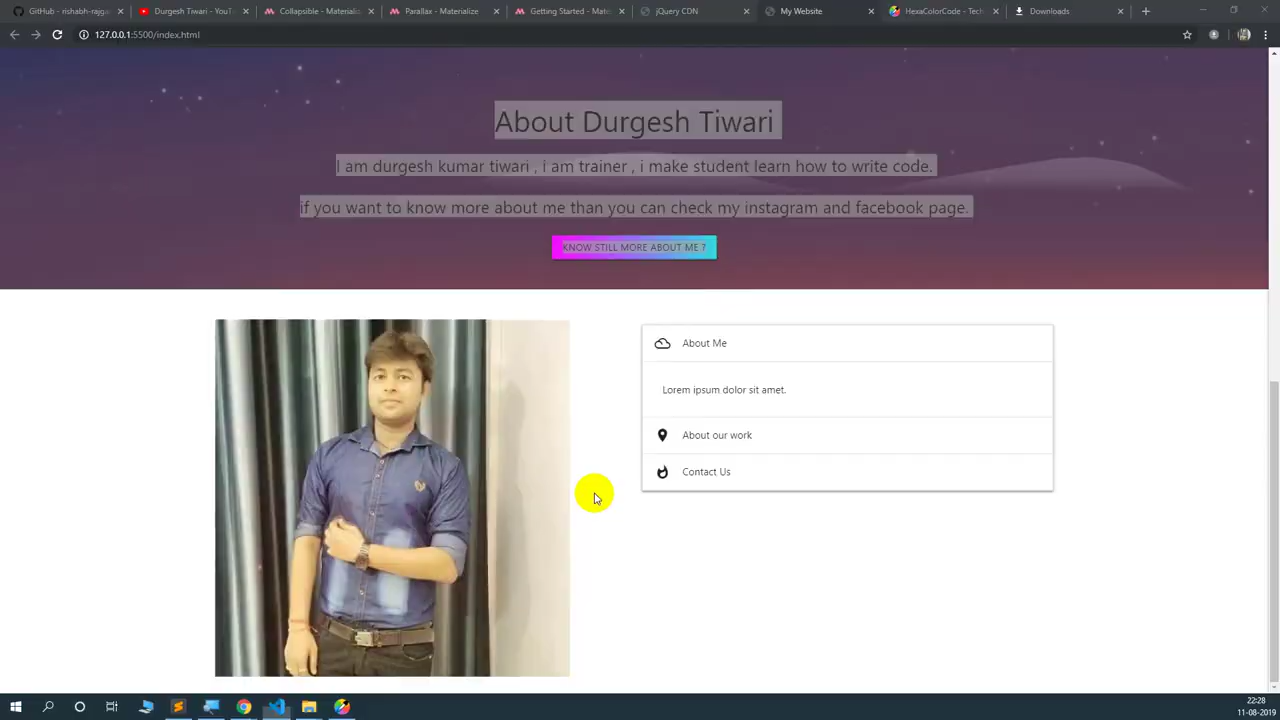 GitHub - rishabh-rajga
Durgesh Tiwari - YouT
Collapsible - Materializ
Parallax - Materialize
Getting Started - Mate
jQuery CDN
My Website
HexaColorCode - Tech
Downloads
127.0.0.1:5500/index.html
About Durgesh Tiwari
I am durgesh kumar tiwari , i am trainer , i make student learn how to write code.
if you want to know more about me than you can check my instagram and facebook page.
KNOW STILL MORE ABOUT ME ?
About Me
Lorem ipsum dolor sit amet.
About our work
Contact Us
22:28
11-08-2019